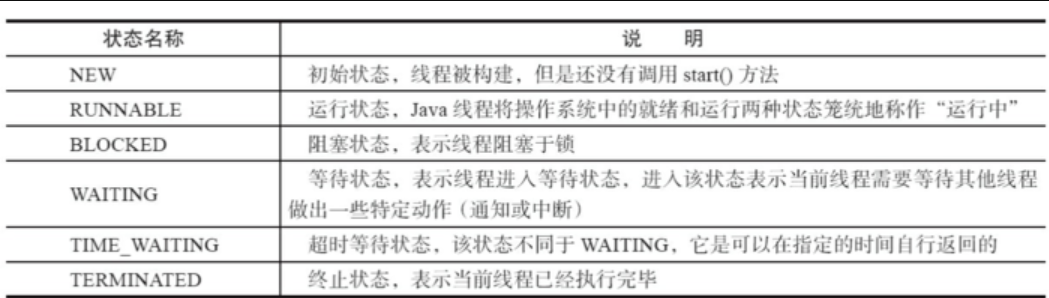 状态名称 说 明
NEW 初始状态，线程被构建，但是还没有调用 start() 方法
RUNNABLE 运行状态，Java 线程将操作系统中的就绪和运行两种状态笼统地称作“运行中”
BLOCKED 阻塞状态，表示线程阻塞于锁
WAITING 等待状态，表示线程进入等待状态，进入该状态表示当前线程需要等待其他线程
做出一些特定动作（通知或中断）
TIME_WAITING 超时等待状态，该状态不同于 WAITING，它是可以在指定的时间自行返回的
TERMINATED 终止状态，表示当前线程已经执行完毕